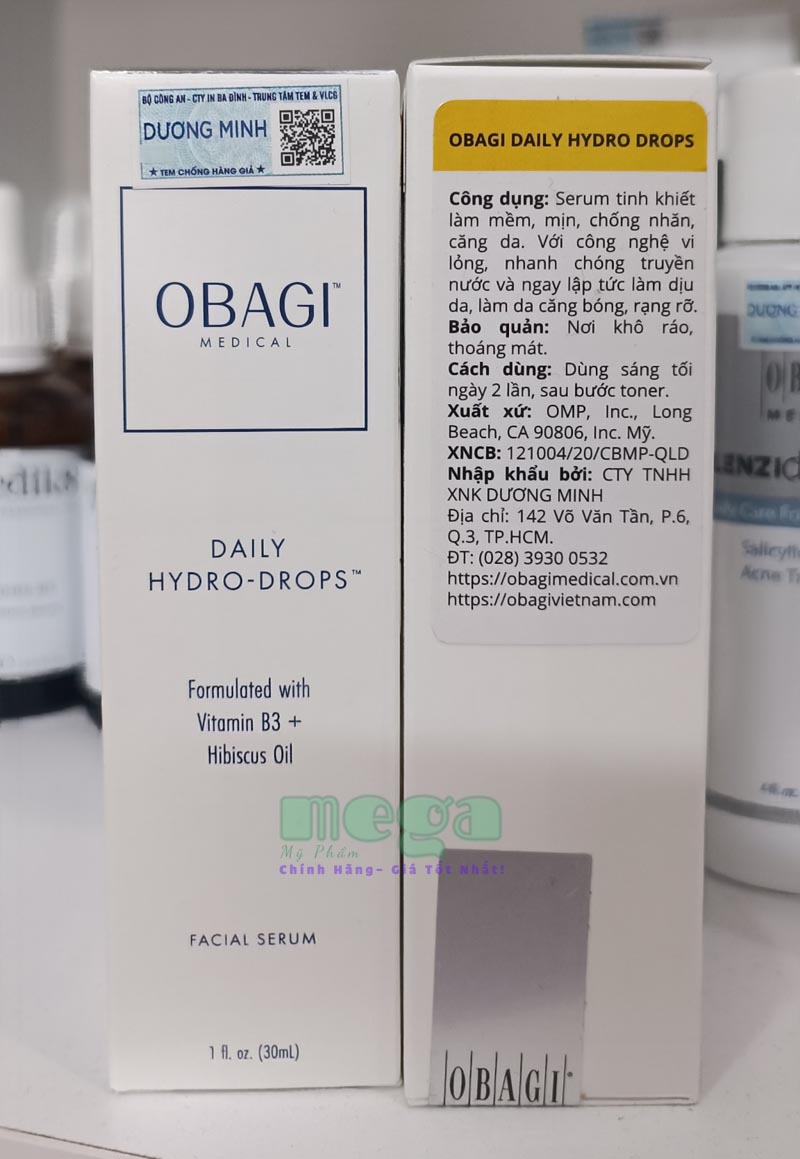 BỘ CÔNG AN - CTY IN BA ĐÌNH - TRUNG TÂM TEM & VLCB
DƯƠNG MINH
★ TEM CHỐNG HÀNG GIẢ ★
OBAGI™
MEDICAL
DAILY
HYDRO-DROPS™
Formulated with
Vitamin B3 +
Hibiscus Oil
FACIAL SERUM
1 fl. oz. (30mL)
OBAGI DAILY HYDRO DROPS
Công dụng: Serum tinh khiết
làm mềm, mịn, chống nhăn,
căng da. Với công nghệ vi
lỏng, nhanh chóng truyền
nước và ngay lập tức làm dịu
da, làm da căng bóng, rạng rỡ.
Bảo quản: Nơi khô ráo,
thoáng mát.
Cách dùng: Dùng sáng tối
ngày 2 lần, sau bước toner.
Xuất xứ: OMP, Inc., Long
Beach, CA 90806, Inc. Mỹ.
XNCB: 121004/20/CBMP-QLD
Nhập khẩu bởi: CTY TNHH
XNK DƯƠNG MINH
Địa chỉ: 142 Võ Văn Tần, P.6,
Q.3, TP.HCM.
ĐT: (028) 3930 0532
https://obagimedical.com.vn
https://obagivietnam.com
OBAGI
mega
Mỹ Phẩm
Chính Hãng- Giá Tốt Nhất!
DƯƠNG
Salicylic
Acne